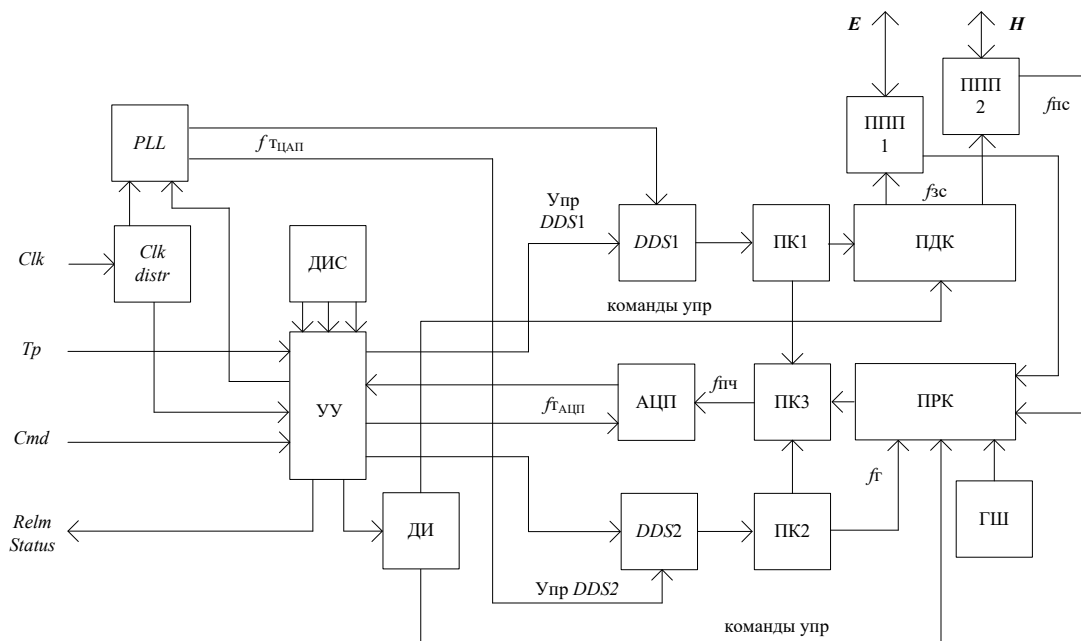 E
H
ППП
2
fпс
PLL
f тЦАП
ППП
1
fзс
Упр
DDS1
Clk
Clk
distr
ДИС
DDS1
ПК1
ПДК
команды упр
Tp
УУ
АЦП
fпч
ПК3
ПРК
fтАЦП
Cmd
fг
Relm
Status
ДИ
DDS2
ПК2
ГШ
Упр DDS2
команды упр